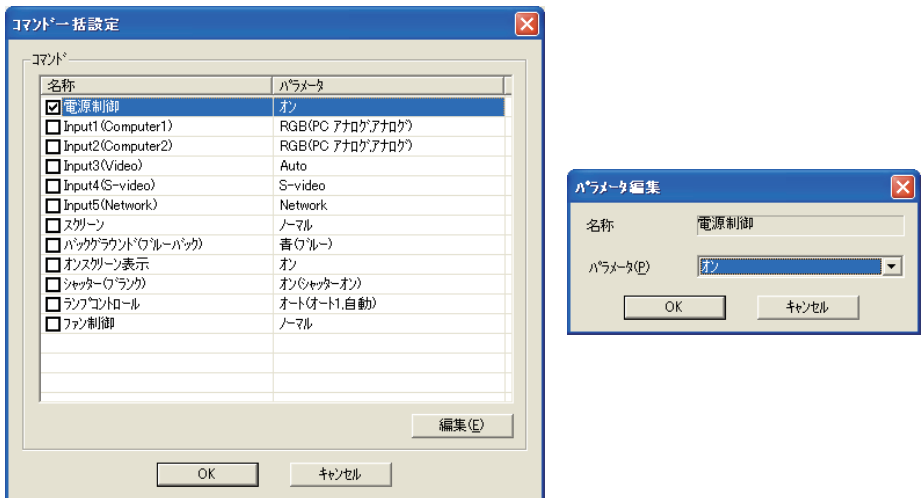 コマンド一括設定
コマンド
名称 パラメータ
電源制御 オン
Input1(Computer1) RGB(PC アナログ,アナログ)
Input2(Computer2) RGB(PC アナログ,アナログ)
Input3(Video) Auto
Input4(S-video) S-video
Input5(Network) Network
スクリーン ノーマル
バックグラウンド(ブルーバック) 青(ブルー)
オンスクリーン表示 オン
シャッター(ブランク) オン(シャッターオン)
ランプコントロール オート(オート1,自動)
ファン制御 ノーマル
編集(E)
OK キャンセル
パラメータ編集
名称 電源制御
パラメータ(P) オン
OK キャンセル